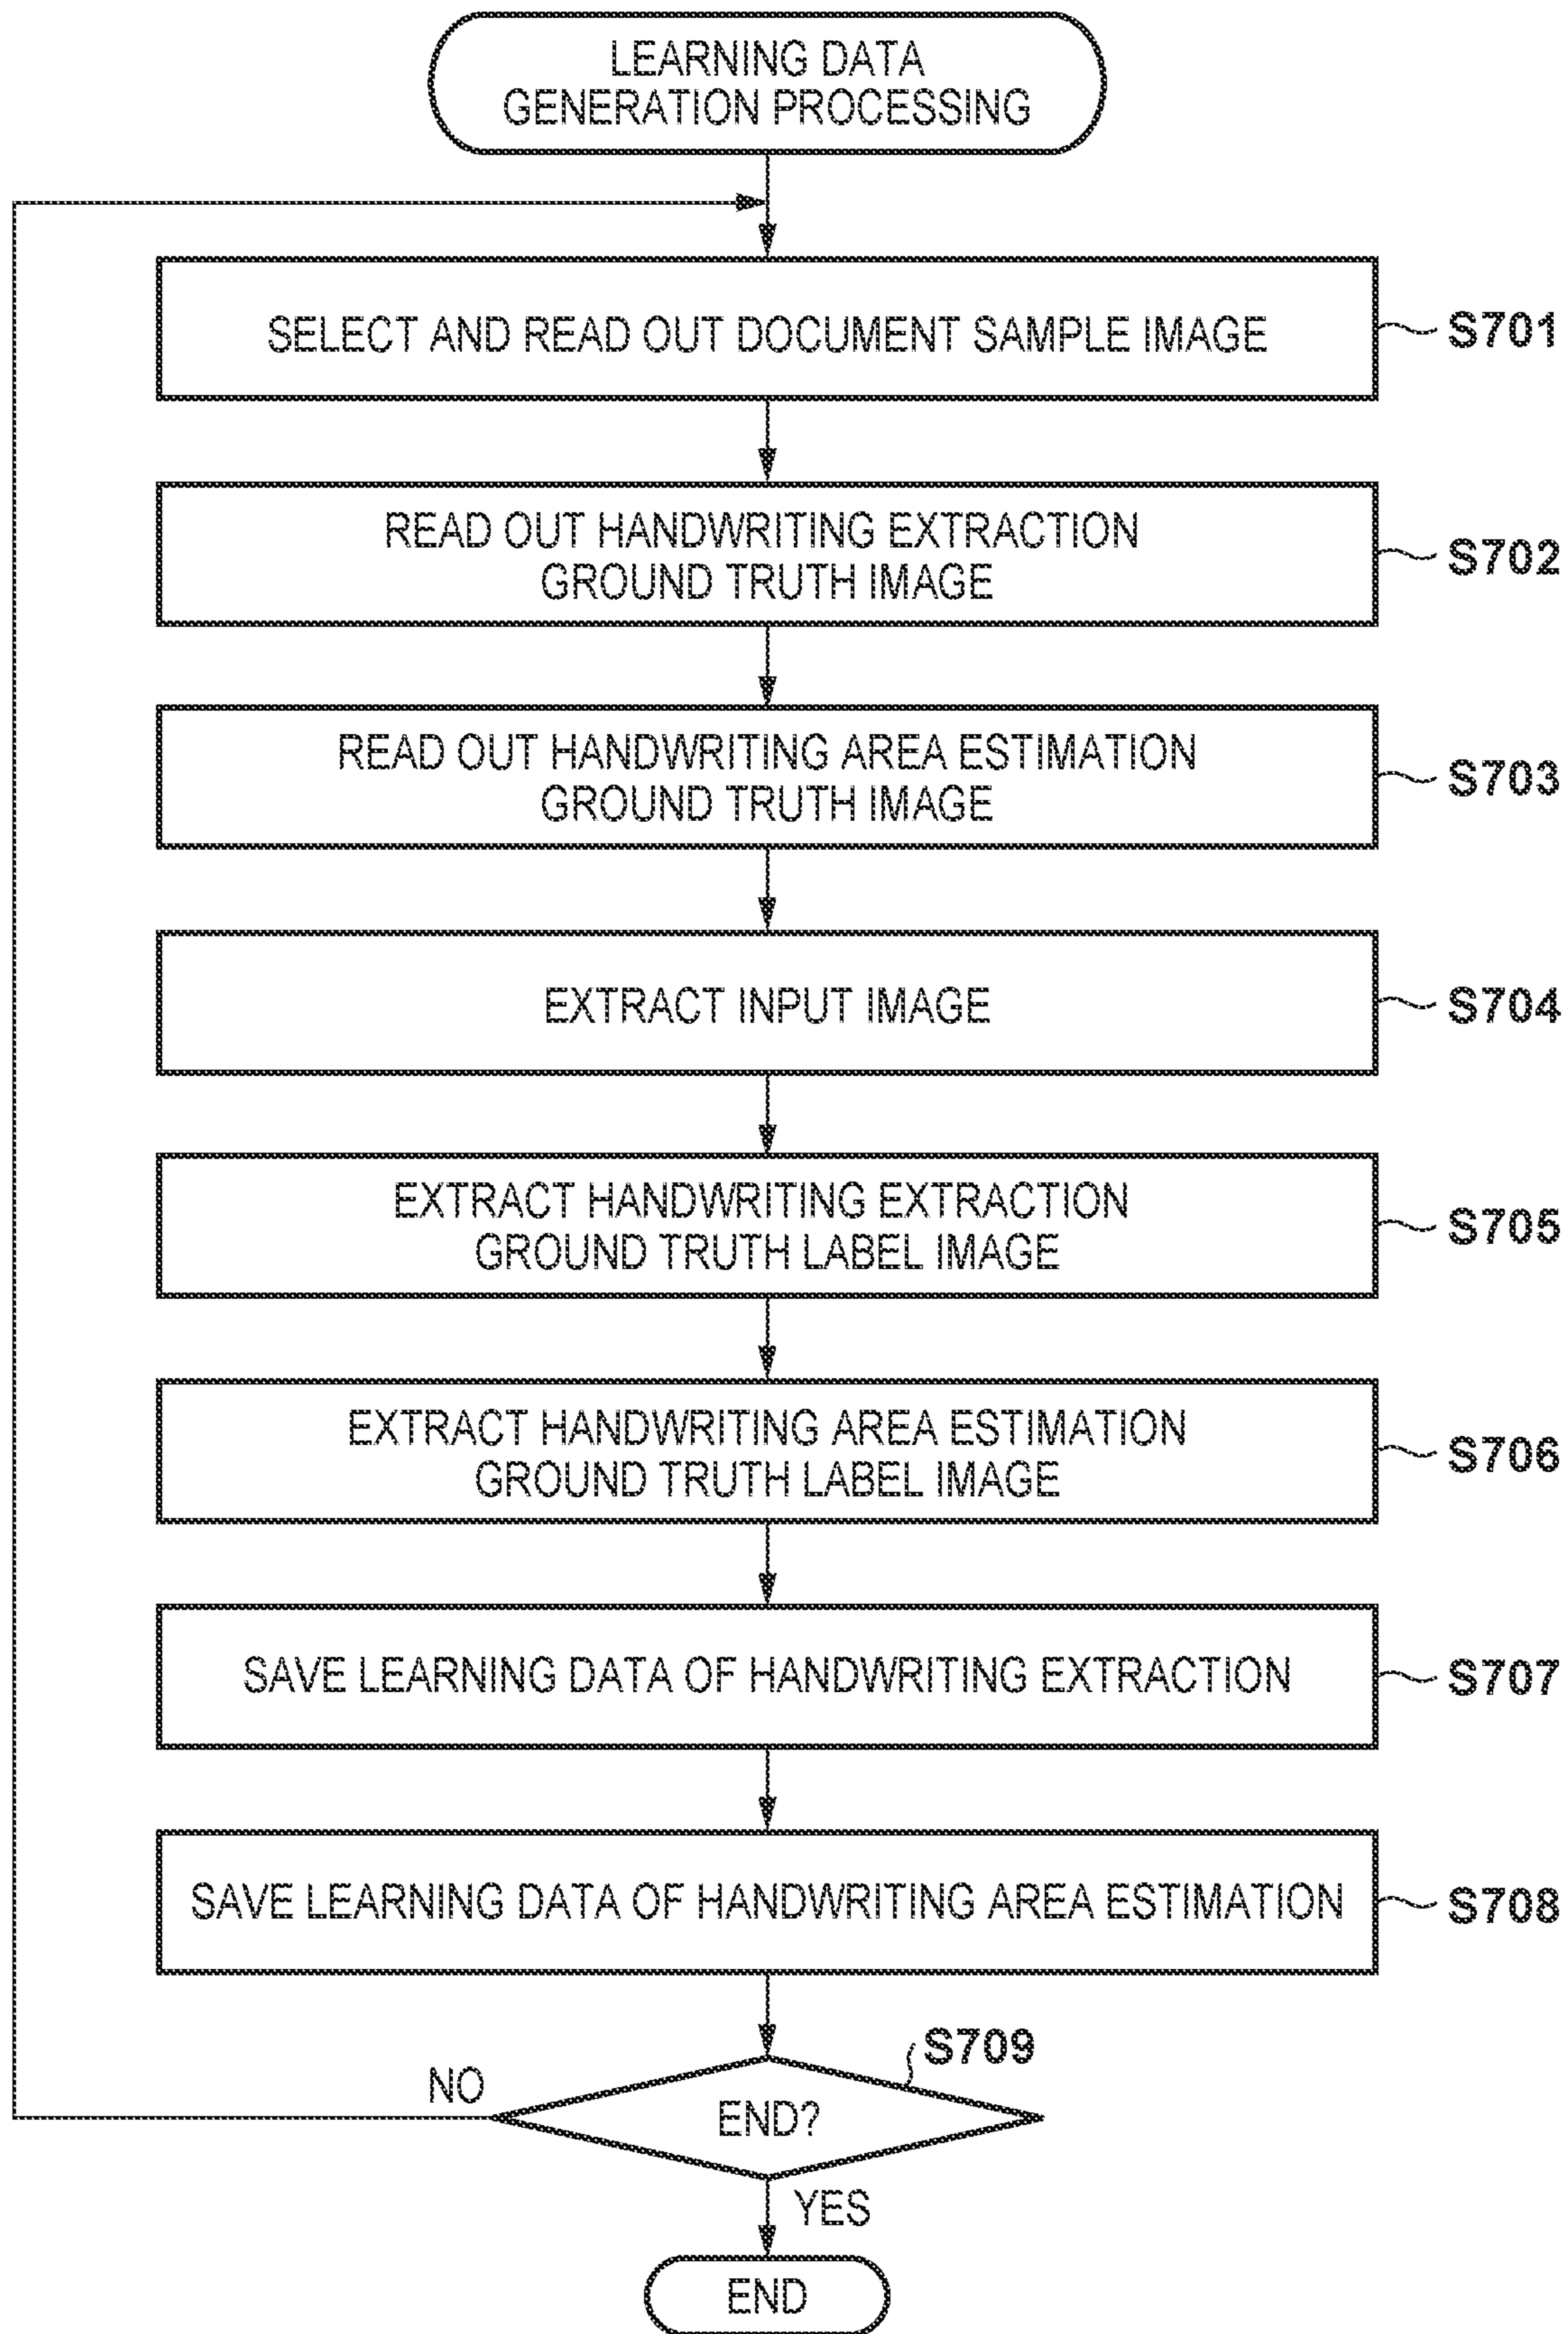 LEARNING DATA
GENERATION PROCESSING
SELECT AND READ OUT DOCUMENT SAMPLE IMAGE
S701
READ OUT HANDWRITING EXTRACTION
GROUND TRUTH IMAGE
S702
READ OUT HANDWRITING AREA ESTIMATION
GROUND TRUTH IMAGE
S703
EXTRACT INPUT IMAGE
S704
EXTRACT HANDWRITING EXTRACTION
GROUND TRUTH LABEL IMAGE
S705
EXTRACT HANDWRITING AREA ESTIMATION
GROUND TRUTH LABEL IMAGE
S706
SAVE LEARNING DATA OF HANDWRITING EXTRACTION
S707
SAVE LEARNING DATA OF HANDWRITING AREA ESTIMATION
S708
S709
NO
END?
YES
END